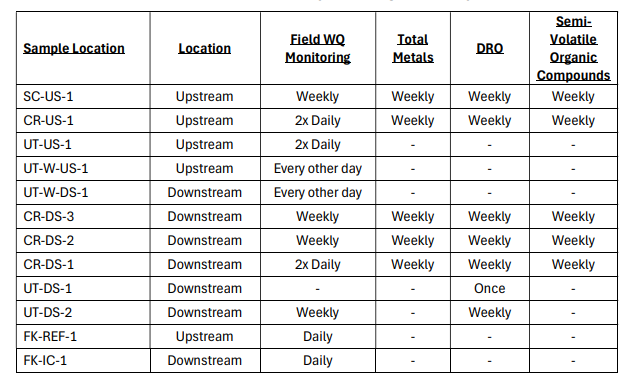 Sample Location Location Field WQ Monitoring Total Metals DRO Semi-Volatile Organic Compounds
SC-US-1 Upstream Weekly Weekly Weekly Weekly
CR-US-1 Upstream 2x Daily Weekly Weekly Weekly
UT-US-1 Upstream 2x Daily - - -
UT-W-US-1 Upstream Every other day - - -
UT-W-DS-1 Downstream Every other day - - -
CR-DS-3 Downstream Weekly Weekly Weekly Weekly
CR-DS-2 Downstream Weekly Weekly Weekly Weekly
CR-DS-1 Downstream 2x Daily Weekly Weekly Weekly
UT-DS-1 Downstream - - Once -
UT-DS-2 Downstream Weekly - Weekly -
FK-REF-1 Upstream Daily - - -
FK-IC-1 Downstream Daily - - -